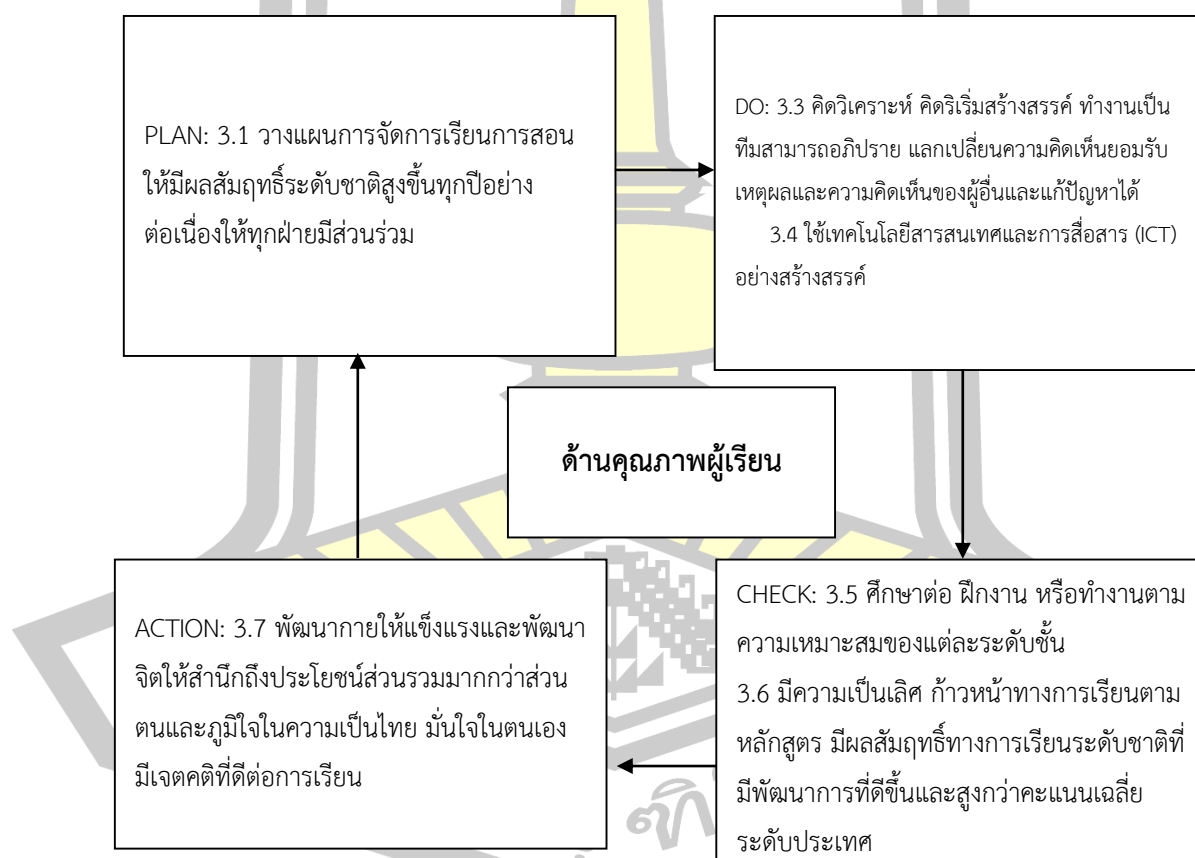 PLAN: 3.1 วางแผนการจัดการเรียนการสอน
ให้มีผลสัมฤทธิ์ระดับชาติสูงขึ้นทุกปีอย่าง
ต่อเนื่องให้ทุกฝ่ายมีส่วนร่วม
DO: 3.3 คิดวิเคราะห์ คิดริเริ่มสร้างสรรค์ ทำงานเป็น
ทีมสามารถอภิปราย แลกเปลี่ยนความคิดเห็นยอมรับ
เหตุผลและความคิดเห็นของผู้อื่นและแก้ปัญหาได้
3.4 ใช้เทคโนโลยีสารสนเทศและการสื่อสาร (ICT)
อย่างสร้างสรรค์
ด้านคุณภาพผู้เรียน
ACTION: 3.7 พัฒนากายให้แข็งแรงและพัฒนา
จิตให้สำนึกถึงประโยชน์ส่วนรวมมากกว่าส่วน
ตนและภูมิใจในความเป็นไทย มั่นใจในตนเอง
มีเจตคติที่ดีต่อการเรียน
CHECK: 3.5 ศึกษาต่อ ฝึกงาน หรือทำงานตาม
ความเหมาะสมของแต่ละระดับชั้น
3.6 มีความเป็นเลิศ ก้าวหน้าทางการเรียนตาม
หลักสูตร มีผลสัมฤทธิ์ทางการเรียนระดับชาติที่
มีพัฒนาการที่ดีขึ้นและสูงกว่าคะแนนเฉลี่ย
ระดับประเทศ